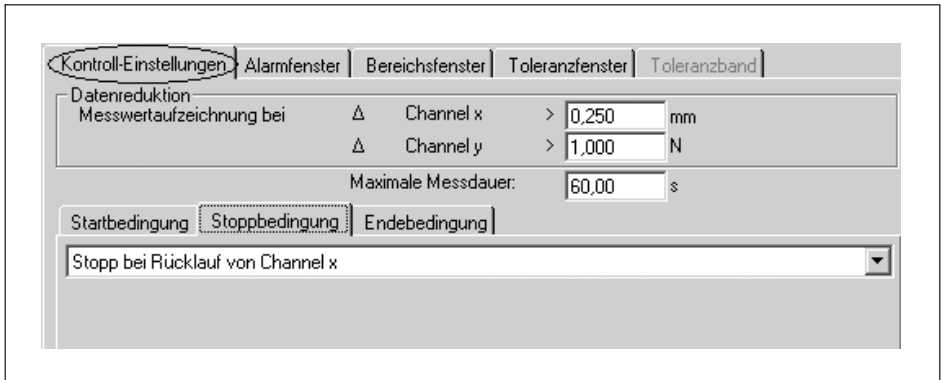 Kontroll-Einstellungen Alarmfenster Bereichsfenster Toleranzfenster Toleranzband
Datenreduktion
Messwertaufzeichnung bei Δ Channel x > 0,250 mm
Δ Channel y > 1,000 N
Maximale Messdauer: 60,00 s
Startbedingung Stoppbedingung Endebedingung
Stopp bei Rücklauf von Channel x